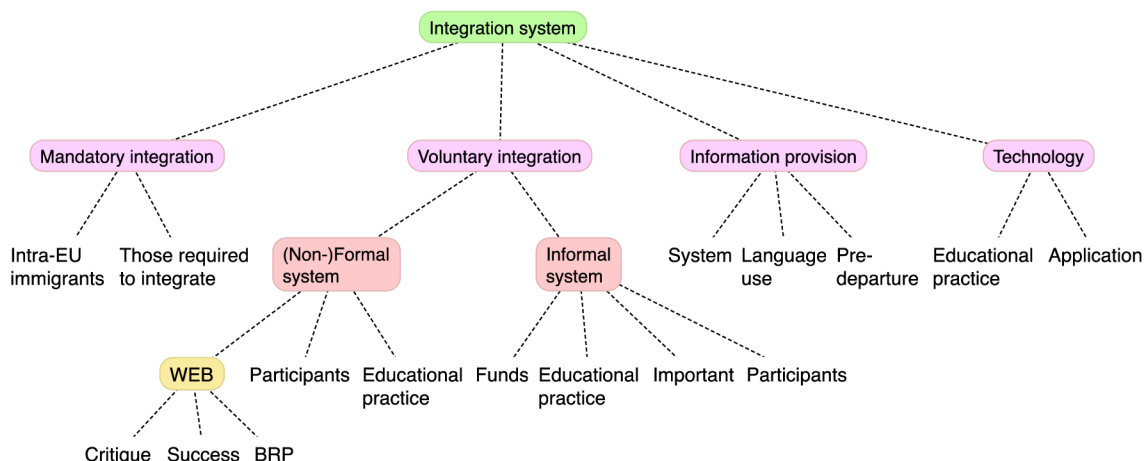 Integration system
Mandatory integration
Voluntary integration
Information provision
Technology
Intra-EU
immigrants
Those required
to integrate
(Non-)Formal
system
Informal
system
System
Language
use
Pre-
departure
Educational
practice
Application
WEB
Participants
Educational
practice
Funds
Educational
practice
Important
Participants
Critique
Success
BRP